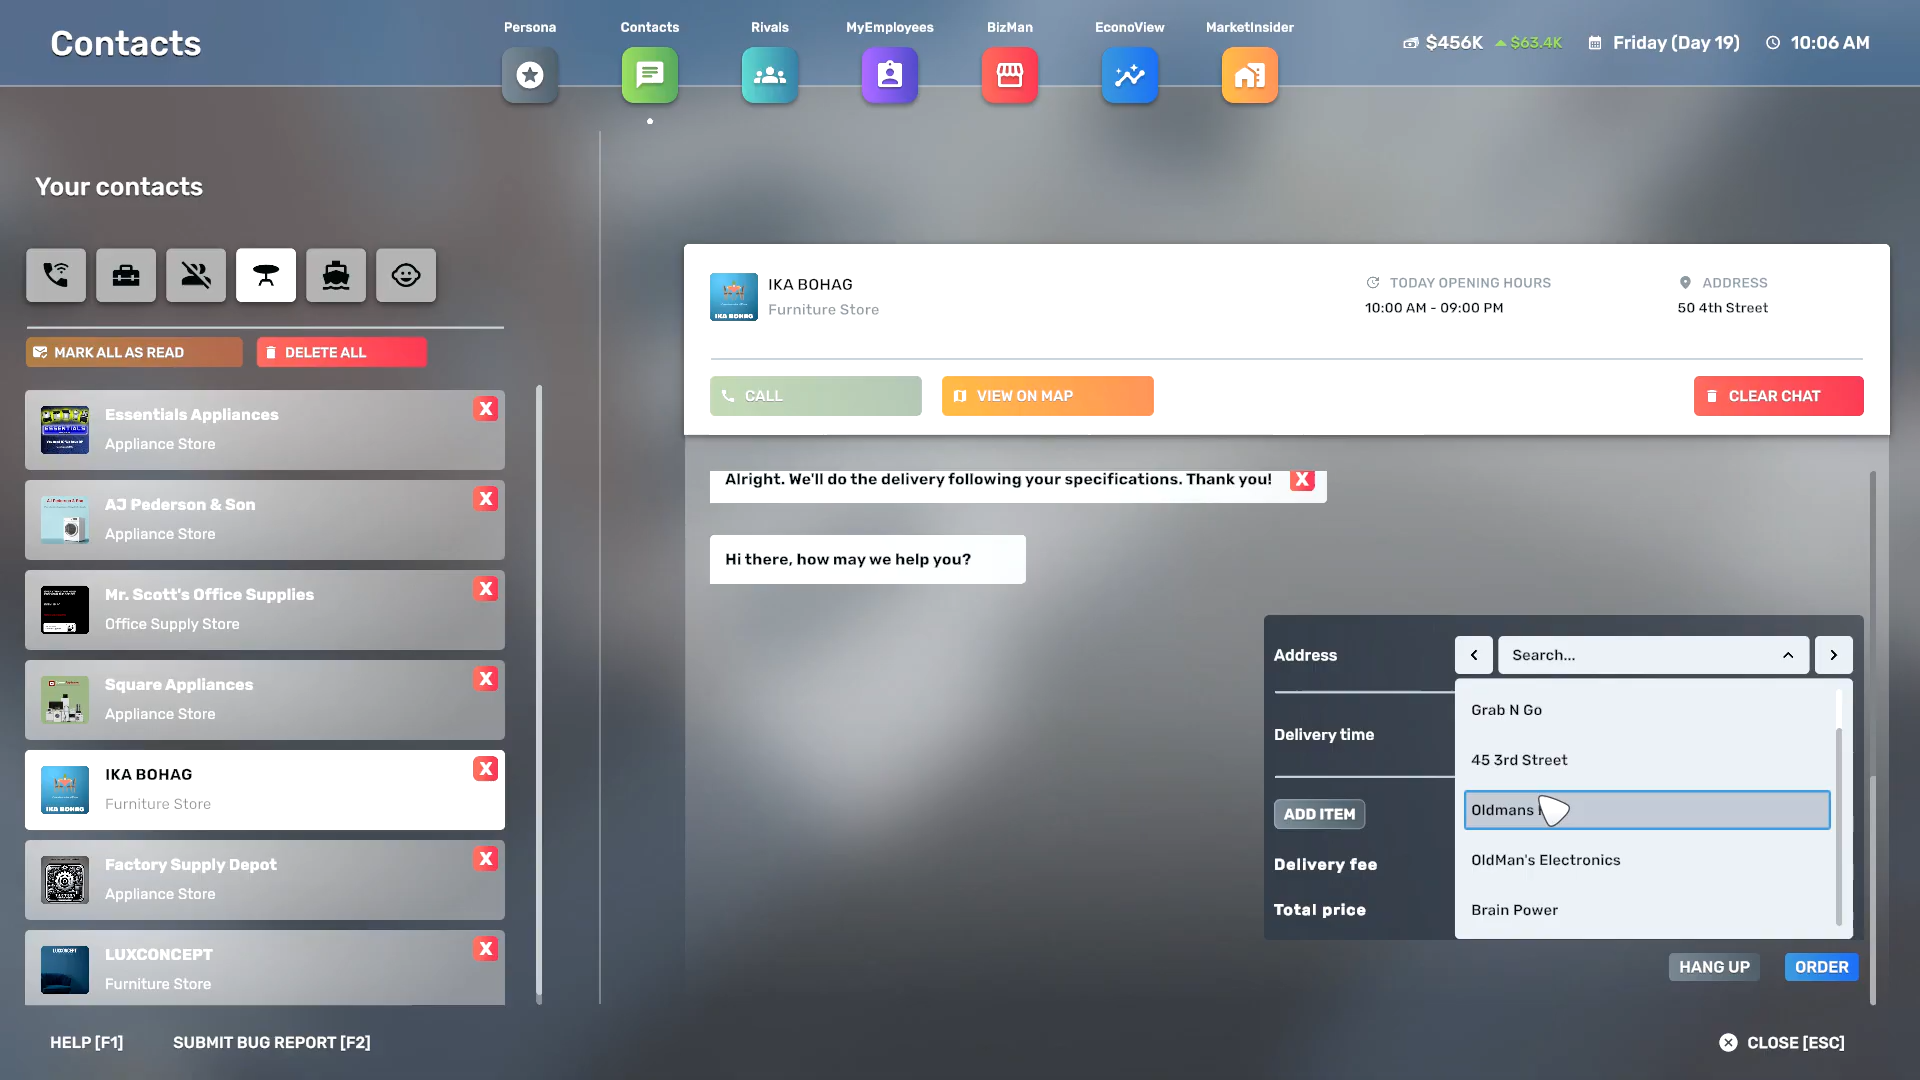 Contacts
Persona
Contacts
Rivals
MyEmployees
BizMan
EconoView
MarketInsider
$456K
$63.4K
Friday (Day 19)
10:06 AM
Your contacts
MARK ALL AS READ
DELETE ALL
Essentials Appliances
Appliance Store
X
AJ Pederson & Son
Appliance Store
X
Mr. Scott's Office Supplies
Office Supply Store
X
Square Appliances
Appliance Store
X
IKA BOHAG
Furniture Store
X
Factory Supply Depot
Appliance Store
X
LUXCONCEPT
Furniture Store
X
IKA BOHAG
Furniture Store
TODAY OPENING HOURS
10:00 AM - 09:00 PM
ADDRESS
50 4th Street
CALL
VIEW ON MAP
CLEAR CHAT
Alright. We'll do the delivery following your specifications. Thank you!
X
Hi there, how may we help you?
Address
Search...
Grab N Go
45 3rd Street
Oldmans
OldMan's Electronics
Brain Power
Delivery time
ADD ITEM
Delivery fee
Total price
HANG UP
ORDER
HELP [F1]
SUBMIT BUG REPORT [F2]
CLOSE [ESC]